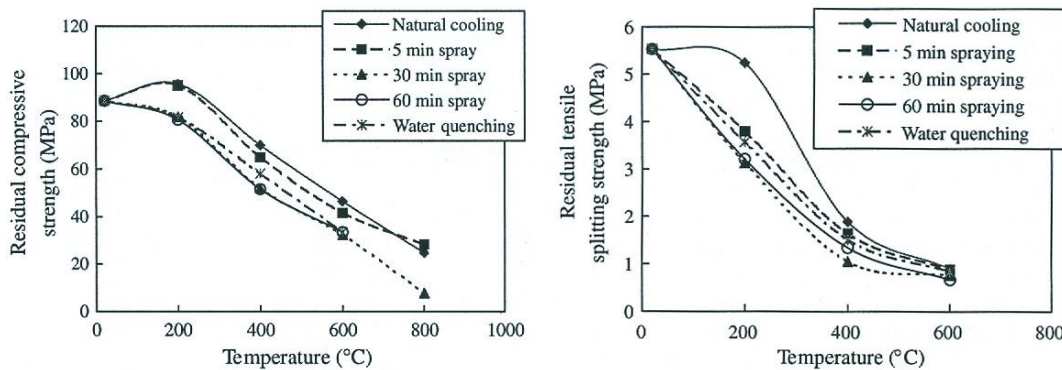 120
100
80
60
40
20
0
0
200
400
600
800
1000
Residual compressive
strength (MPa)
Temperature (°C)
Natural cooling
5 min spray
30 min spray
60 min spray
Water quenching
6
5
4
3
2
1
0
0
200
400
600
800
Residual tensile
splitting strength (MPa)
Temperature (°C)
Natural cooling
5 min spraying
30 min spraying
60 min spraying
Water quenching